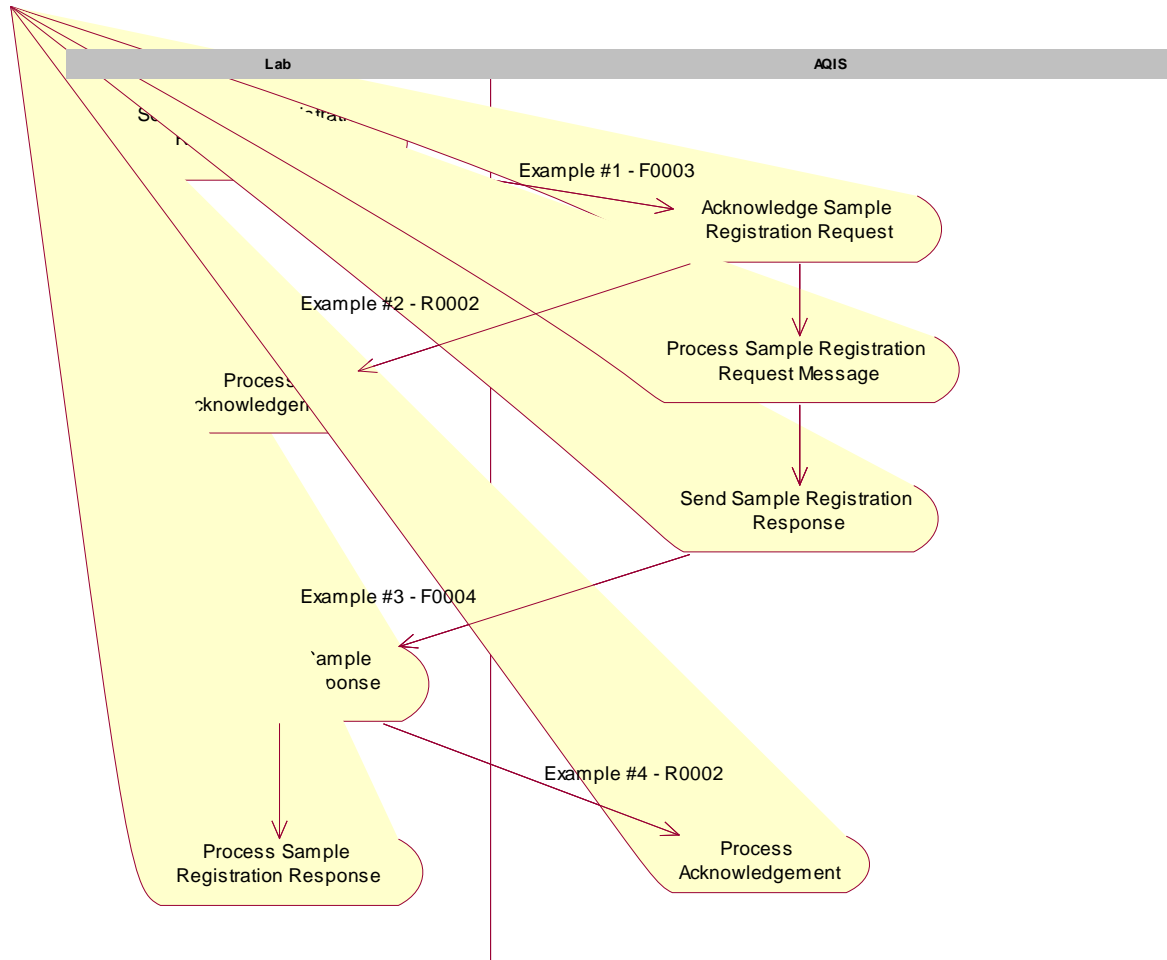 Lab
AQIS
Example #1 - F0003
Acknowledge Sample
Registration Request
Example #2 - R0002
Process Sample Registration
Request Message
Process
Send Sample Registration
Response
Example #3 - F0004
Example #4 - R0002
Process Sample
Registration Response
Process
Acknowledgement